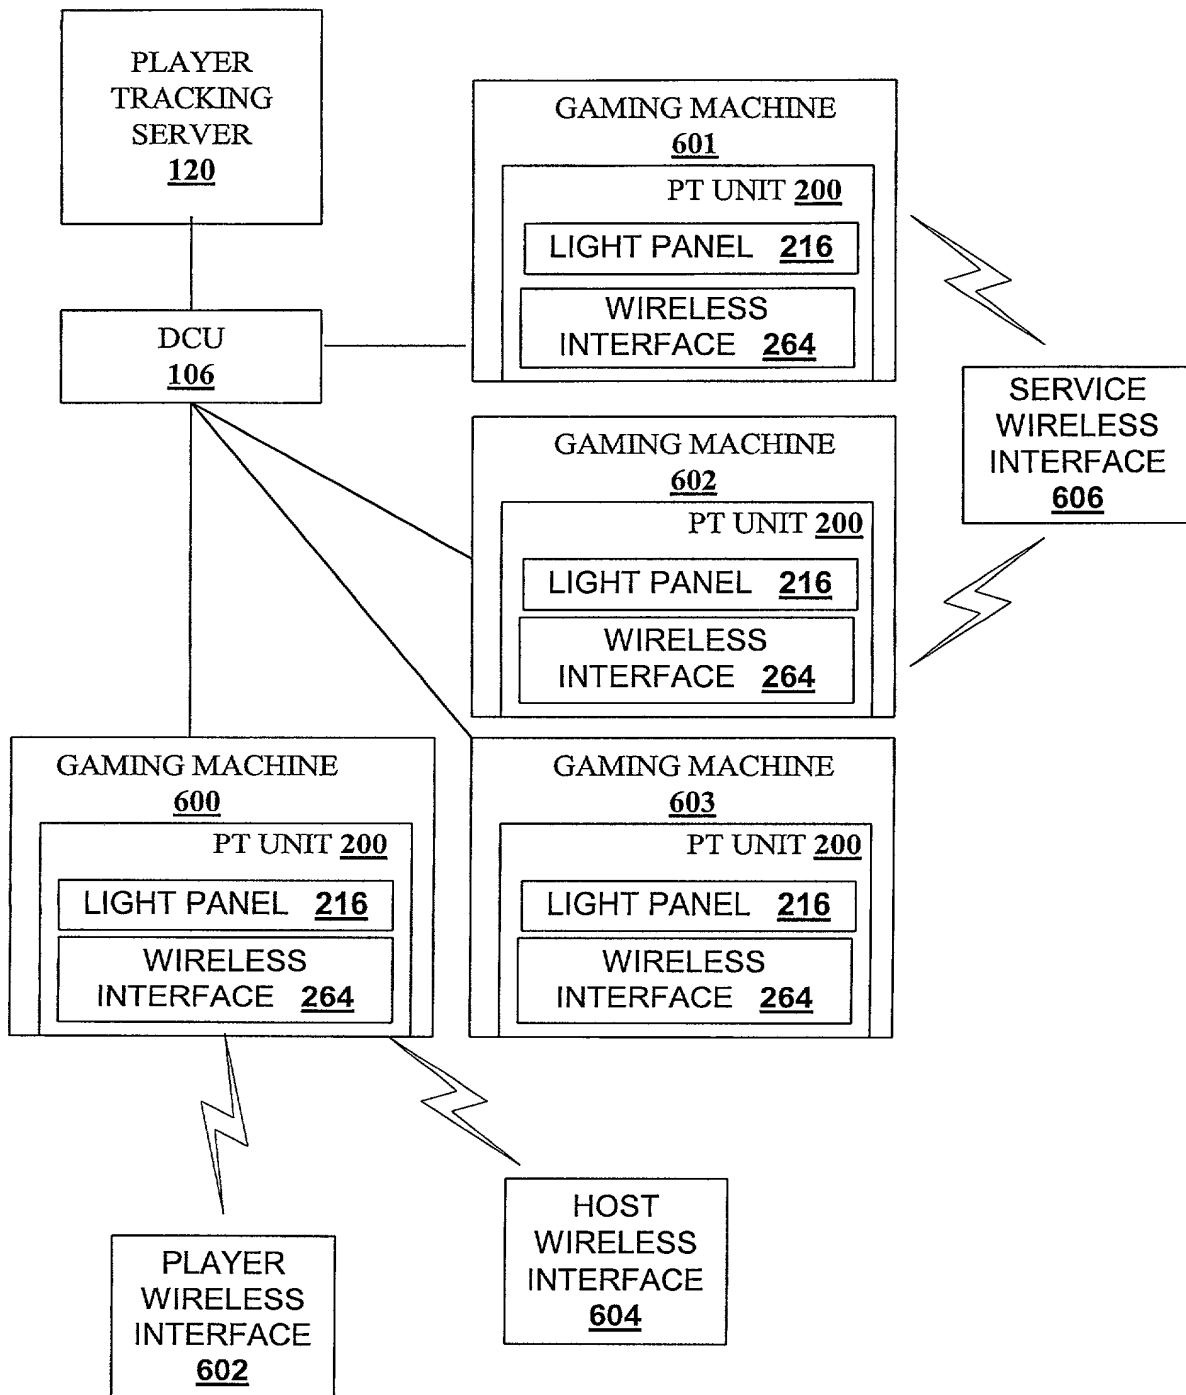 PLAYER
TRACKING
SERVER
120
DCU
106
GAMING MACHINE
601
PT UNIT 200
LIGHT PANEL 216
WIRELESS
INTERFACE 264
GAMING MACHINE
602
PT UNIT 200
LIGHT PANEL 216
WIRELESS
INTERFACE 264
SERVICE
WIRELESS
INTERFACE
606
GAMING MACHINE
600
PT UNIT 200
LIGHT PANEL 216
WIRELESS
INTERFACE 264
GAMING MACHINE
603
PT UNIT 200
LIGHT PANEL 216
WIRELESS
INTERFACE 264
PLAYER
WIRELESS
INTERFACE
602
HOST
WIRELESS
INTERFACE
604